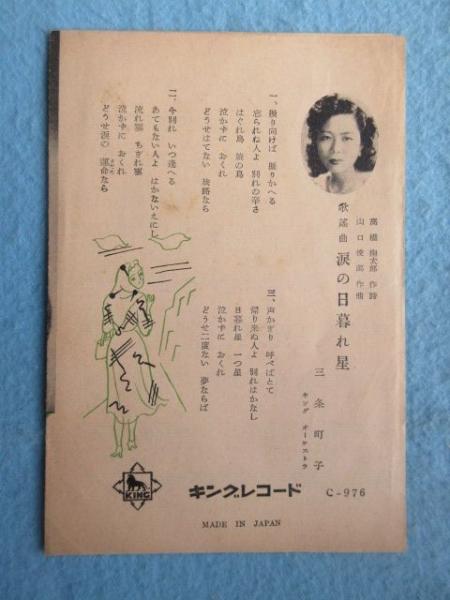 高橋掬太郎 作詩
山口俊郎 作曲
歌謡曲 涙の日暮れ星
三条町子
キング オーケストラ
一、振り向けば 振りかへる
忘られぬ人よ 別れの辛さ
はぐれ鳥 旅の鳥
泣かずに おくれ
どうせはてない 旅路なら
二、今別れ いつ逢へる
あてもない人よ はかないえにし
流れ雲 ちぎれ雲
泣かずに おくれ
どうせ涙の 運命なら
三、声かぎり 呼べばとて
帰り来ぬ人よ 別れはかなし
日暮れ星 一つ星
泣かずに おくれ
どうせ二度ない 夢ならば
KING
キングレコード C-976
MADE IN JAPAN